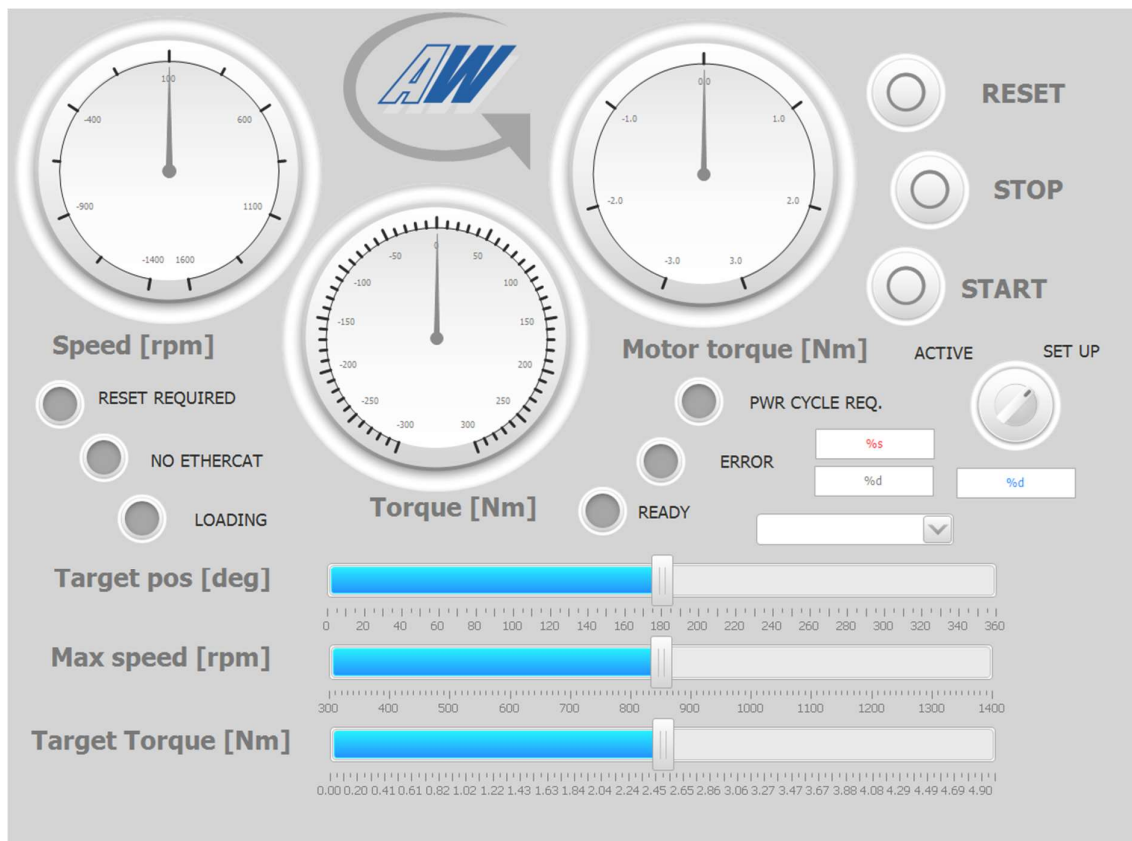 AW
100
-400
600
-900
1100
-1400 1600
Speed [rpm]
0
-50
50
-100
100
-150
150
-200
200
-250
250
-300
300
Torque [Nm]
0.0
-1.0
1.0
-2.0
2.0
-3.0
3.0
Motor torque [Nm]
RESET
STOP
START
ACTIVE
SET UP
RESET REQUIRED
NO ETHERCAT
LOADING
PWR CYCLE REQ.
ERROR
READY
%s
%d
%d
Target pos [deg]
0 20 40 60 80 100 120 140 160 180 200 220 240 260 280 300 320 340 360
Max speed [rpm]
300 400 500 600 700 800 900 1000 1100 1200 1300 1400
Target Torque [Nm]
0.00 0.20 0.41 0.61 0.82 1.02 1.22 1.43 1.63 1.84 2.04 2.24 2.45 2.65 2.86 3.06 3.27 3.47 3.67 3.88 4.08 4.29 4.49 4.69 4.90